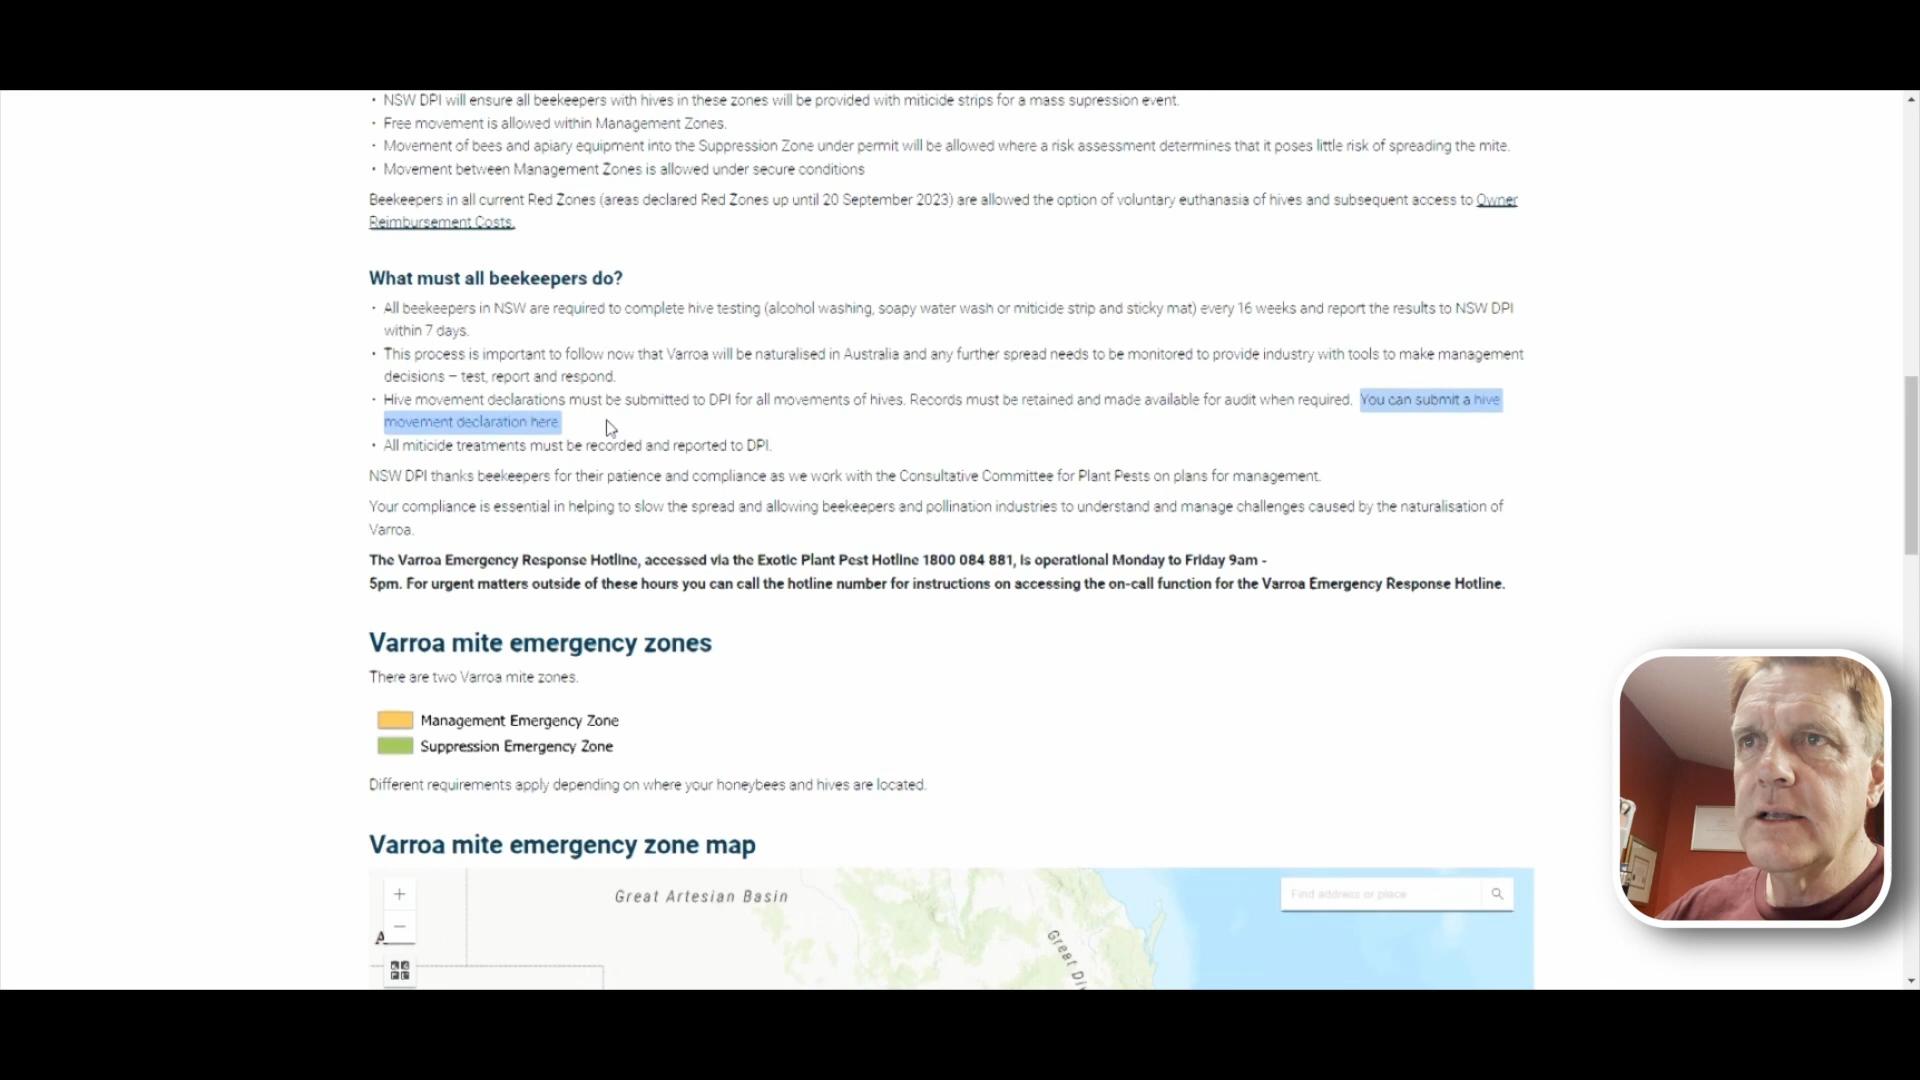 • NSW DPI will ensure all beekeepers with hives in these zones will be provided with miticide strips for a mass supression event.
• Free movement is allowed within Management Zones.
• Movement of bees and apiary equipment into the Suppression Zone under permit will be allowed where a risk assessment determines that it poses little risk of spreading the mite.
• Movement between Management Zones is allowed under secure conditions
Beekeepers in all current Red Zones (areas declared Red Zones up until 20 September 2023) are allowed the option of voluntary euthanasia of hives and subsequent access to Owner
Reimbursement Costs.
What must all beekeepers do?
• All beekeepers in NSW are required to complete hive testing (alcohol washing, soapy water wash or miticide strip and sticky mat) every 16 weeks and report the results to NSW DPI
within 7 days.
• This process is important to follow now that Varroa will be naturalised in Australia and any further spread needs to be monitored to provide industry with tools to make management
decisions – test, report and respond.
• Hive movement declarations must be submitted to DPI for all movements of hives. Records must be retained and made available for audit when required. You can submit a hive
movement declaration here.
• All miticide treatments must be recorded and reported to DPI.
NSW DPI thanks beekeepers for their patience and compliance as we work with the Consultative Committee for Plant Pests on plans for management.
Your compliance is essential in helping to slow the spread and allowing beekeepers and pollination industries to understand and manage challenges caused by the naturalisation of
Varroa.
The Varroa Emergency Response Hotline, accessed via the Exotic Plant Pest Hotline 1800 084 881, is operational Monday to Friday 9am -
5pm. For urgent matters outside of these hours you can call the hotline number for instructions on accessing the on-call function for the Varroa Emergency Response Hotline.
Varroa mite emergency zones
There are two Varroa mite zones.
Management Emergency Zone
Suppression Emergency Zone
Different requirements apply depending on where your honeybees and hives are located.
Varroa mite emergency zone map
+
Great Artesian Basin
Find address or place
−
A
Great Di